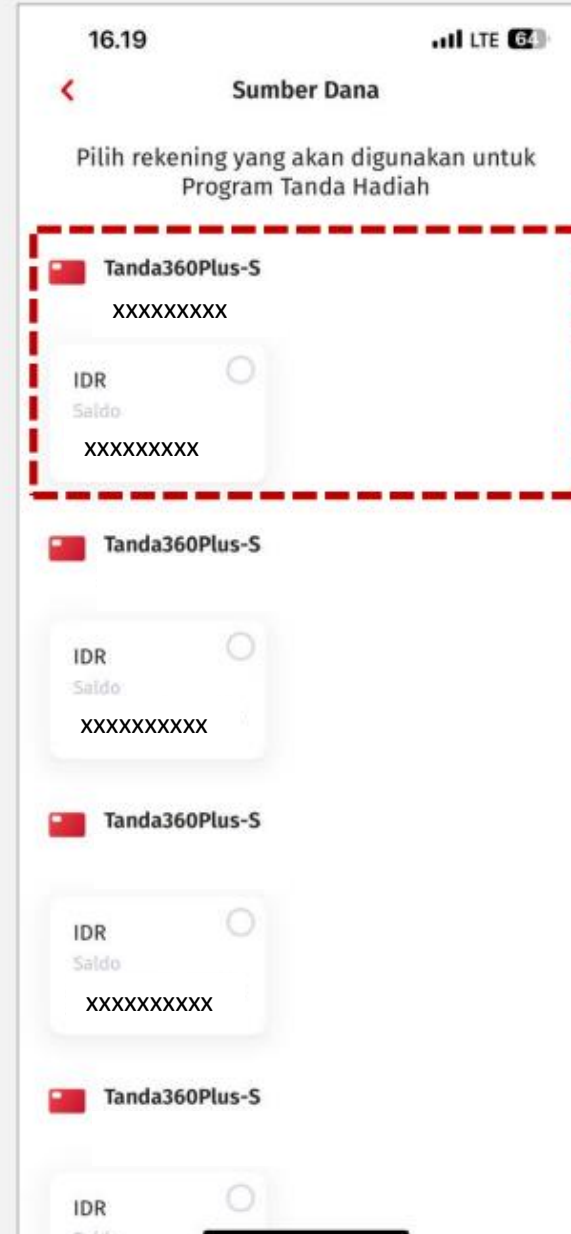 16.19
LTE 64
Sumber Dana
Pilih rekening yang akan digunakan untuk
Program Tanda Hadiah
Tanda360Plus-S
xxxxxxxxx
IDR
Saldo
xxxxxxxxx
Tanda360Plus-S
IDR
Saldo
xxxxxxxxxx
Tanda360Plus-S
IDR
Saldo
xxxxxxxxxx
Tanda360Plus-S
IDR